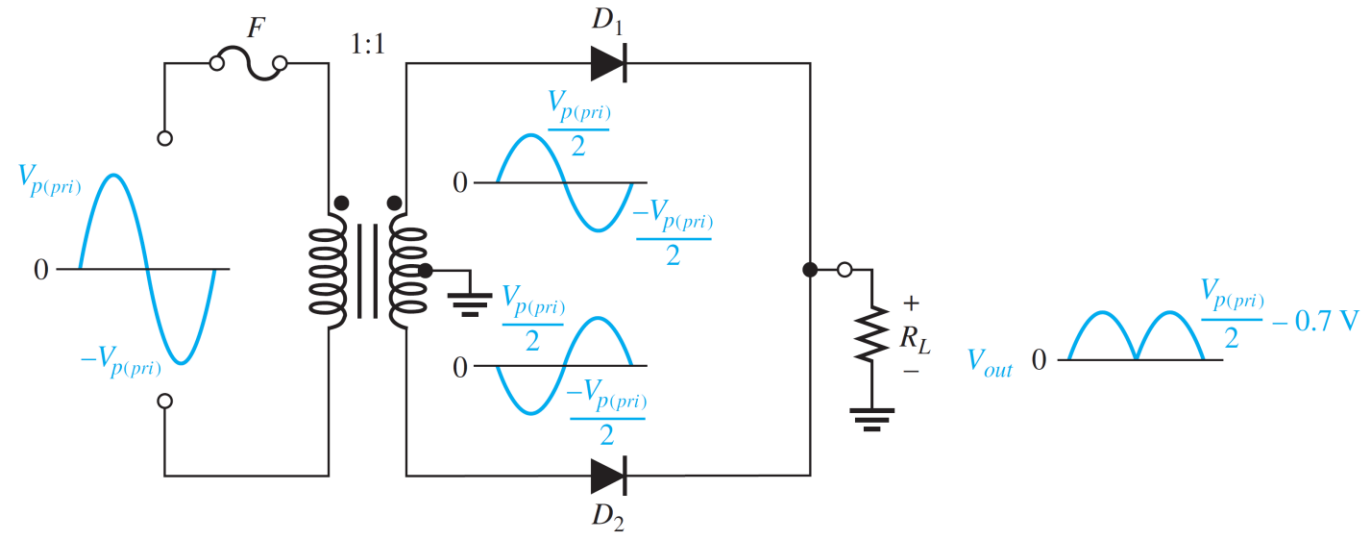 F
1:1
D1
Vp(pri)
0
−Vp(pri)
Vp(pri)
2
0
−Vp(pri)
2
Vp(pri)
2
0
−Vp(pri)
2
D2
+
RL
−
Vout 0
Vp(pri)
2
− 0.7 V